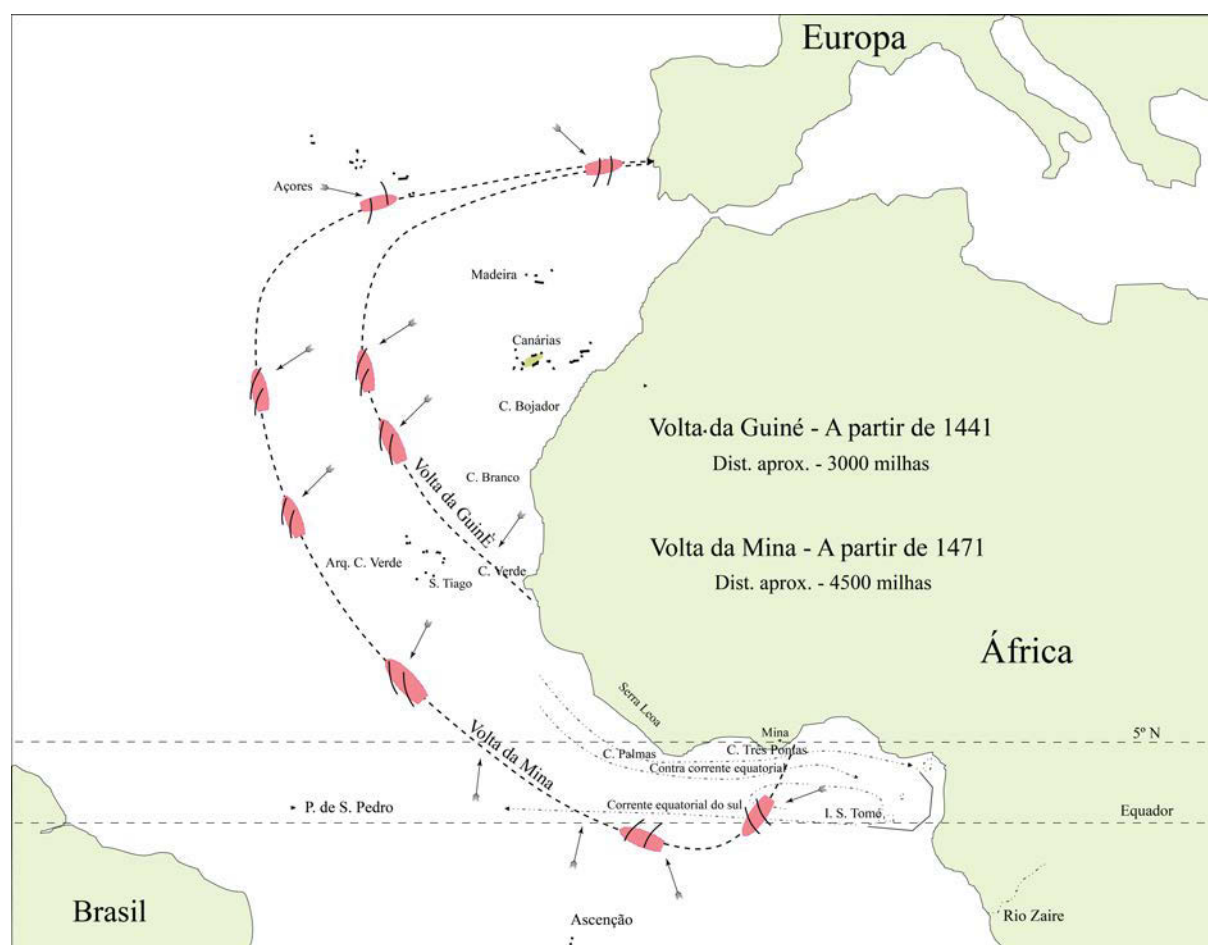 Europa
Açores
Madeira
Canárias
C. Bojador
Volta da Guiné - A partir de 1441
Dist. aprox. - 3000 milhas
C. Branco
Volta da GuinÉ
Volta da Mina - A partir de 1471
Dist. aprox. - 4500 milhas
Arq. C. Verde
C. Verde
S. Tiago
África
Serra Leoa
Volta da Mina
Mina
5º N
C. Palmas
C. Três Pontas
Contra corrente equatorial
P. de S. Pedro
Corrente equatorial do sul
I. S. Tomé
Equador
Brasil
Ascenção
Rio Zaire